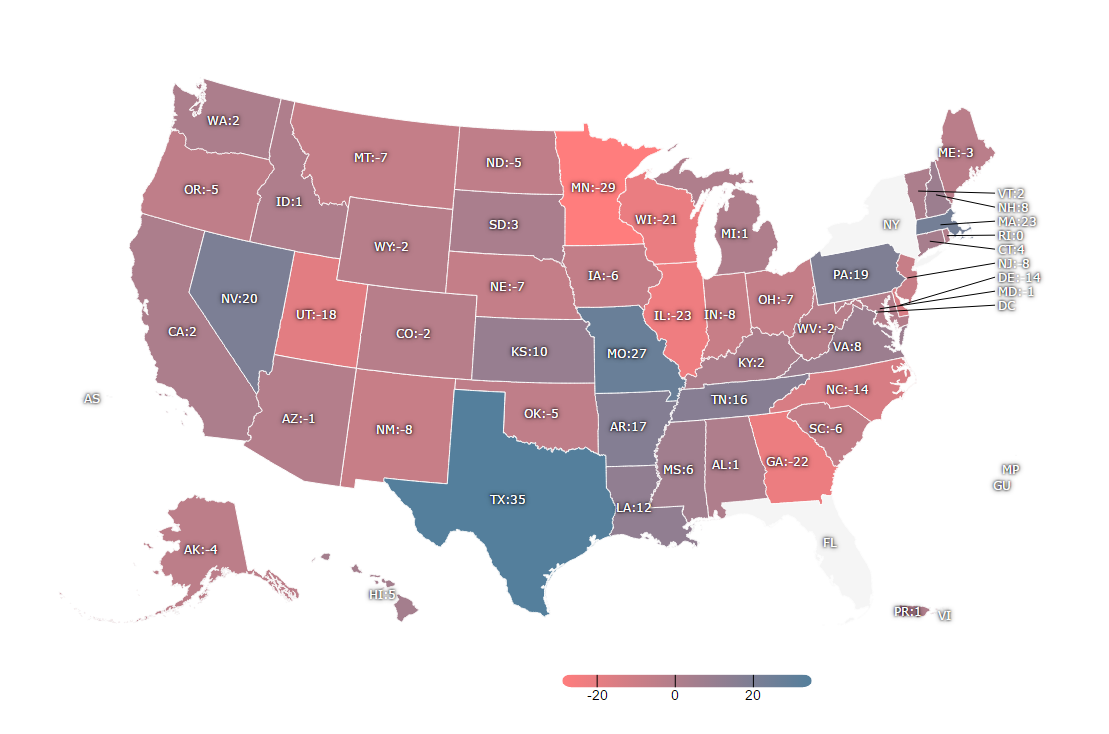 WA:2
MT:-7
ND:-5
MN:-29
ME:-3
OR:-5
ID:1
SD:3
WI:-21
MI:1
NY
VT:2
NH:8
MA:23
RI:0
CT:4
NJ:-8
DE:-14
MD:-1
DC
WY:-2
NV:20
UT:-18
NE:-7
IA:-6
PA:19
CA:2
CO:-2
KS:10
MO:27
IL:-23
IN:-8
OH:-7
WV:-2
VA:8
KY:2
AS
AZ:-1
NM:-8
OK:-5
AR:17
TN:16
NC:-14
SC:-6
TX:35
LA:12
MS:6
AL:1
GA:-22
MP
GU
FL
AK:-4
HI:5
PR:1
VI
-20 0 20